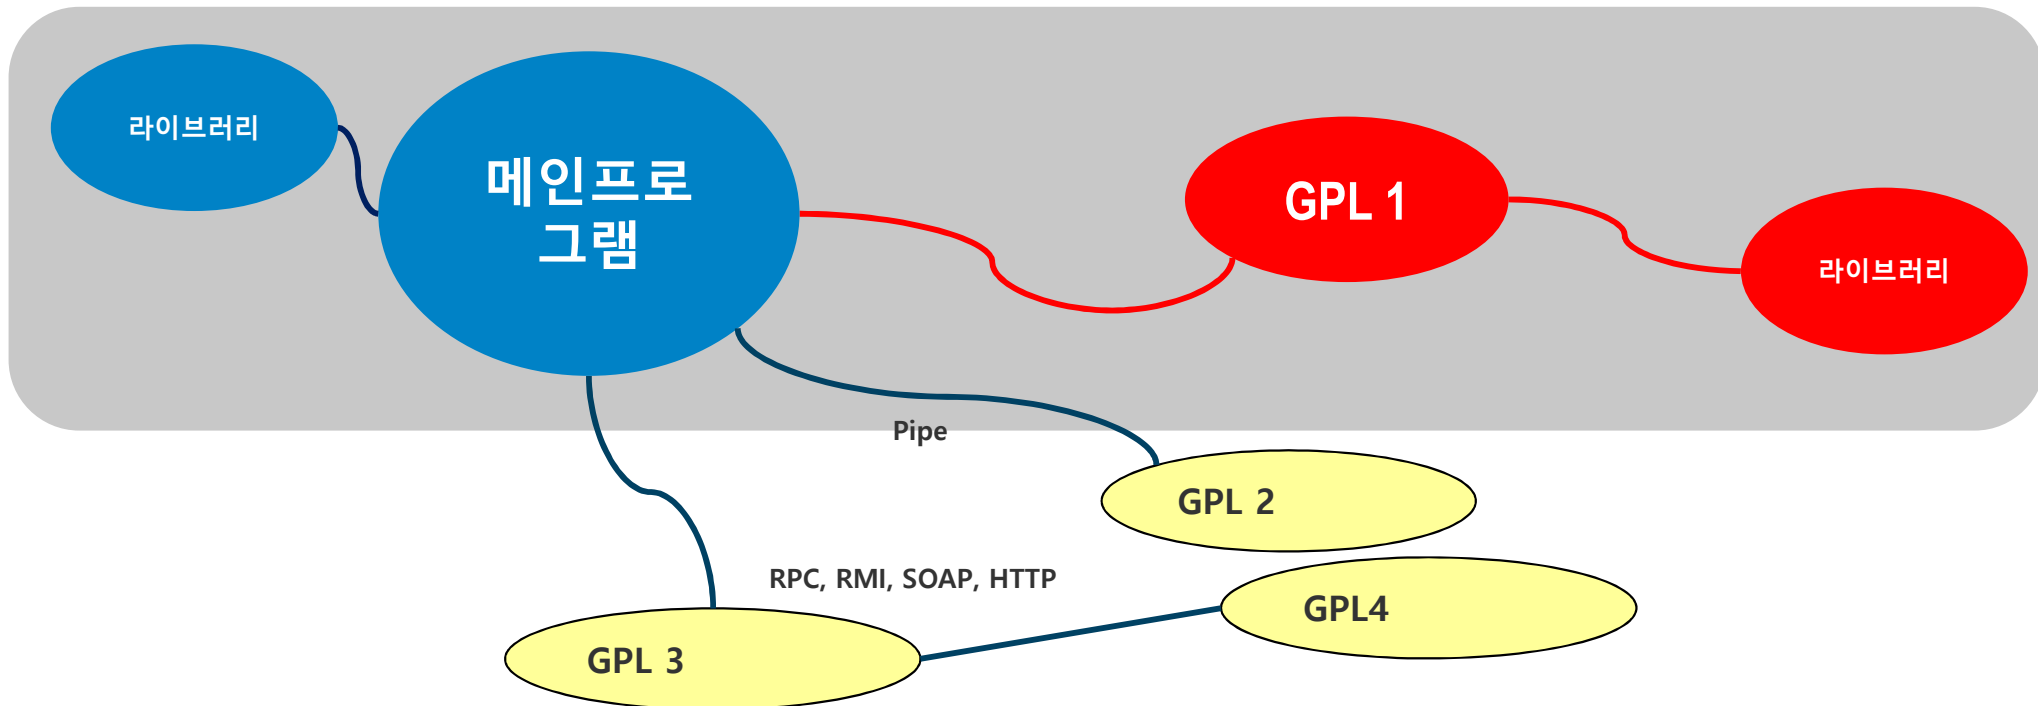 라이브러리
메인프로
그램
GPL 1
라이브러리
Pipe
GPL 2
RPC, RMI, SOAP, HTTP
GPL4
GPL 3